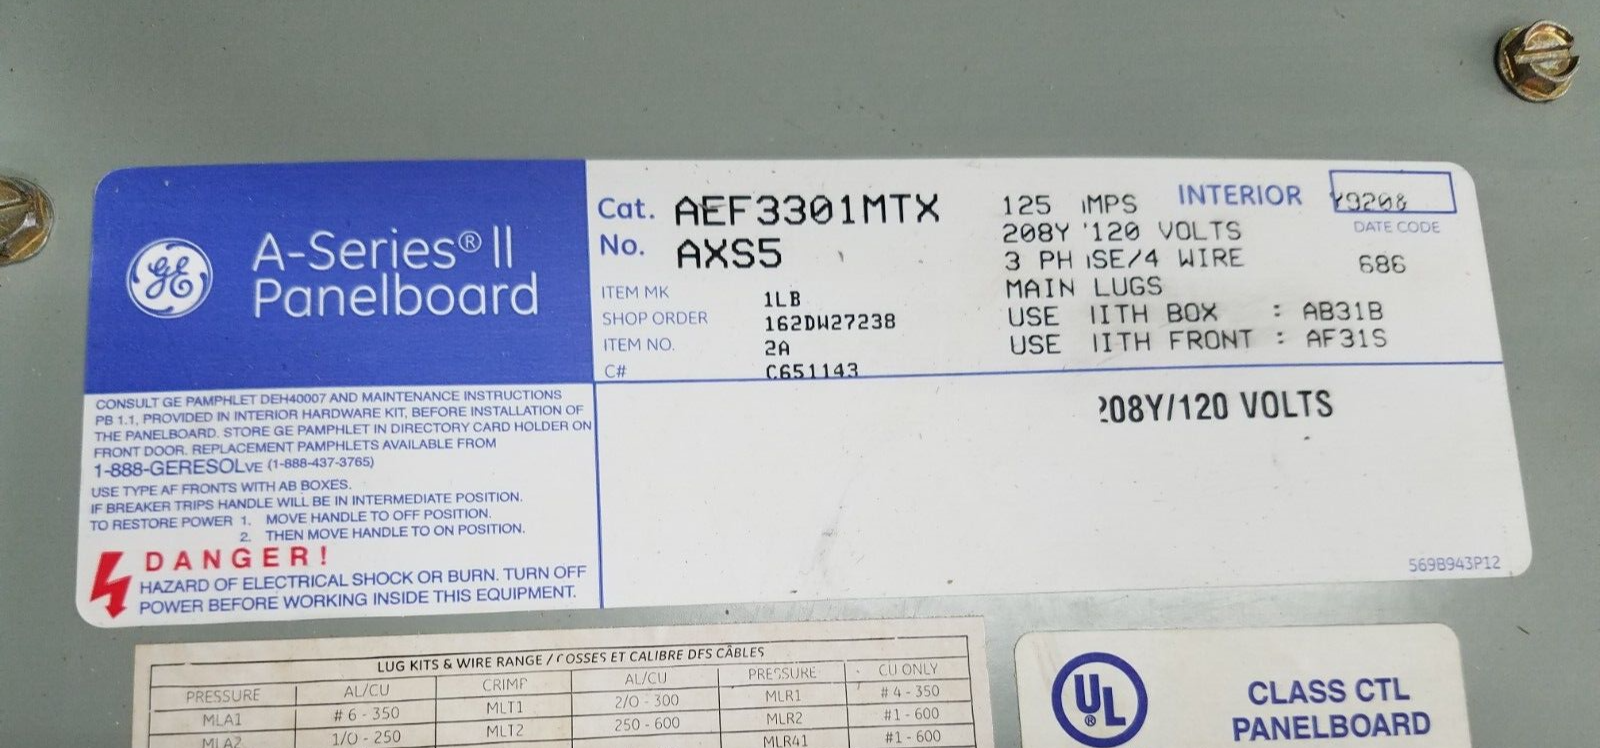 GE
A-Series® II
Panelboard
Cat. No. AEF3301MTX
AXS5
ITEM MK 1LB
SHOP ORDER 162DW27238
ITEM NO. 2A
C# C651143
125 MPS
208Y 120 VOLTS
3 PH SE/4 WIRE
MAIN LUGS
USE ITH BOX : AB31B
USE ITH FRONT : AF31S
INTERIOR Y9208
DATE CODE
686
208Y/120 VOLTS
569B943P12
CONSULT GE PAMPHLET DEH40007 AND MAINTENANCE INSTRUCTIONS
PB 1.1, PROVIDED IN INTERIOR HARDWARE KIT, BEFORE INSTALLATION OF
THE PANELBOARD. STORE GE PAMPHLET IN DIRECTORY CARD HOLDER ON
FRONT DOOR. REPLACEMENT PAMPHLETS AVAILABLE FROM
1-888-GERESOLVE (1-888-437-3765)
USE TYPE AF FRONTS WITH AB BOXES.
IF BREAKER TRIPS HANDLE WILL BE IN INTERMEDIATE POSITION.
TO RESTORE POWER 1. MOVE HANDLE TO OFF POSITION.
2. THEN MOVE HANDLE TO ON POSITION.
DANGER!
HAZARD OF ELECTRICAL SHOCK OR BURN. TURN OFF
POWER BEFORE WORKING INSIDE THIS EQUIPMENT.
LUG KITS & WIRE RANGE / COSSES ET CALIBRE DES CÂBLES
PRESSURE AL/CU CRIMP AL/CU PRESSURE CU ONLY
MLA1 # 6 - 350 MLT1 2/0 - 300 MLR1 # 4 - 350
MLA2 1/0 - 250 MLT2 250 - 600 MLR2 #1 - 600
MLR41 #1 - 600
UL
®
CLASS CTL
PANELBOARD